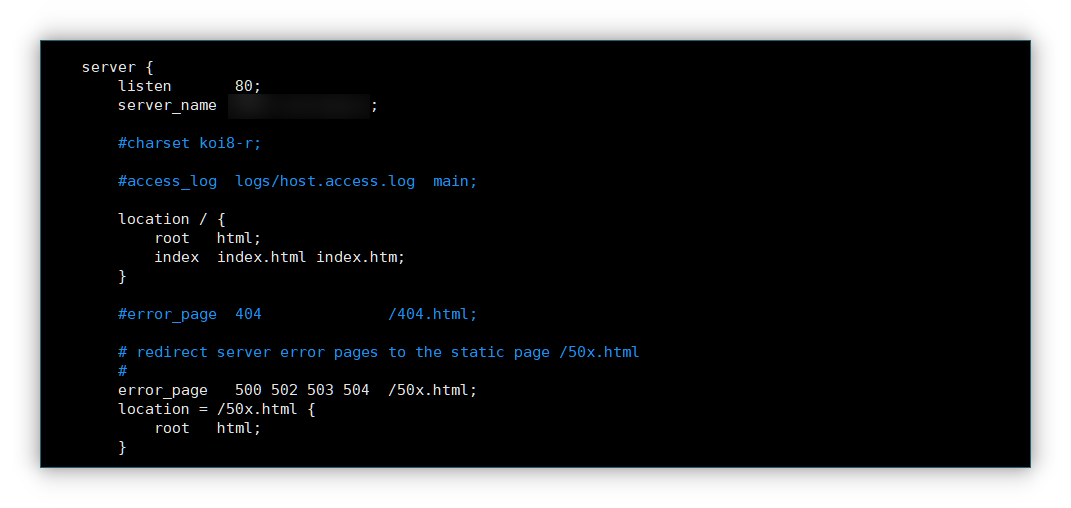 server {
listen 80;
server_name ;
#charset koi8-r;
#access_log logs/host.access.log main;
location / {
root html;
index index.html index.htm;
}
#error_page 404 /404.html;
# redirect server error pages to the static page /50x.html
#
error_page 500 502 503 504 /50x.html;
location = /50x.html {
root html;
}